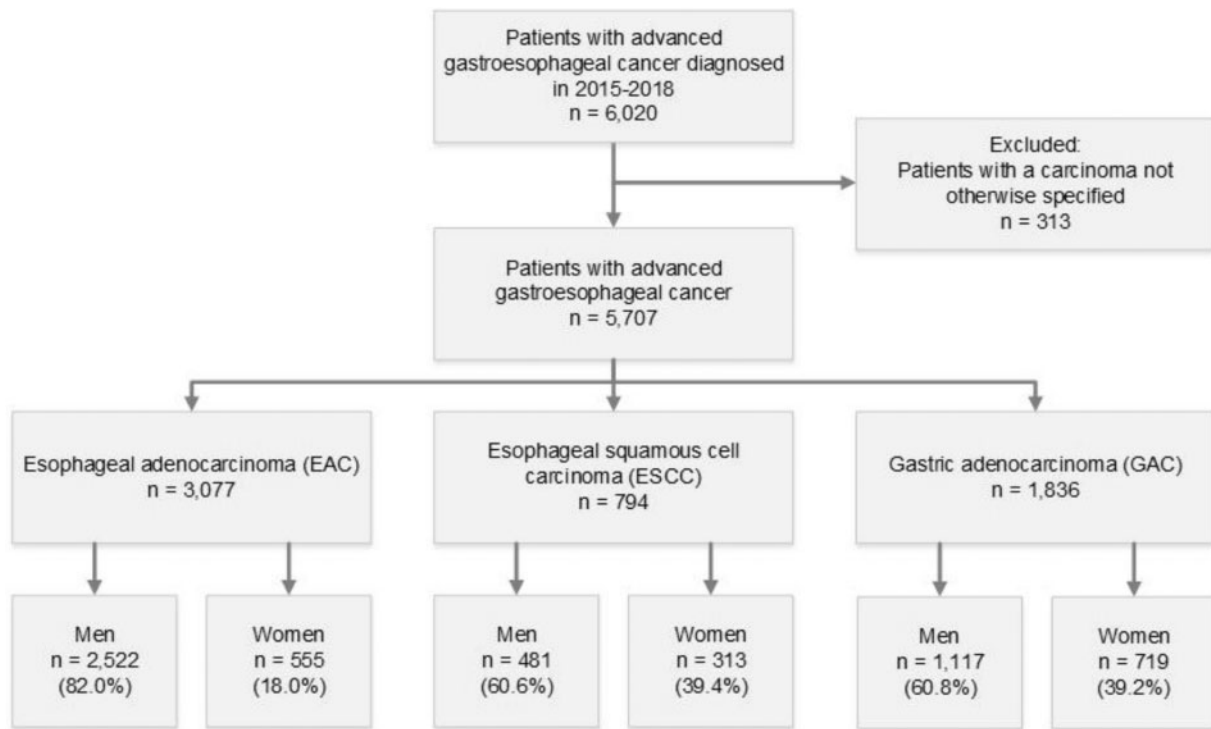 Patients with advanced
gastroesophageal cancer diagnosed
in 2015-2018
n = 6,020
Excluded:
Patients with a carcinoma not
otherwise specified
n = 313
Patients with advanced
gastroesophageal cancer
n = 5,707
Esophageal adenocarcinoma (EAC)
n = 3,077
Esophageal squamous cell
carcinoma (ESCC)
n = 794
Gastric adenocarcinoma (GAC)
n = 1,836
Men
n = 2,522
(82.0%)
Women
n = 555
(18.0%)
Men
n = 481
(60.6%)
Women
n = 313
(39.4%)
Men
n = 1,117
(60.8%)
Women
n = 719
(39.2%)